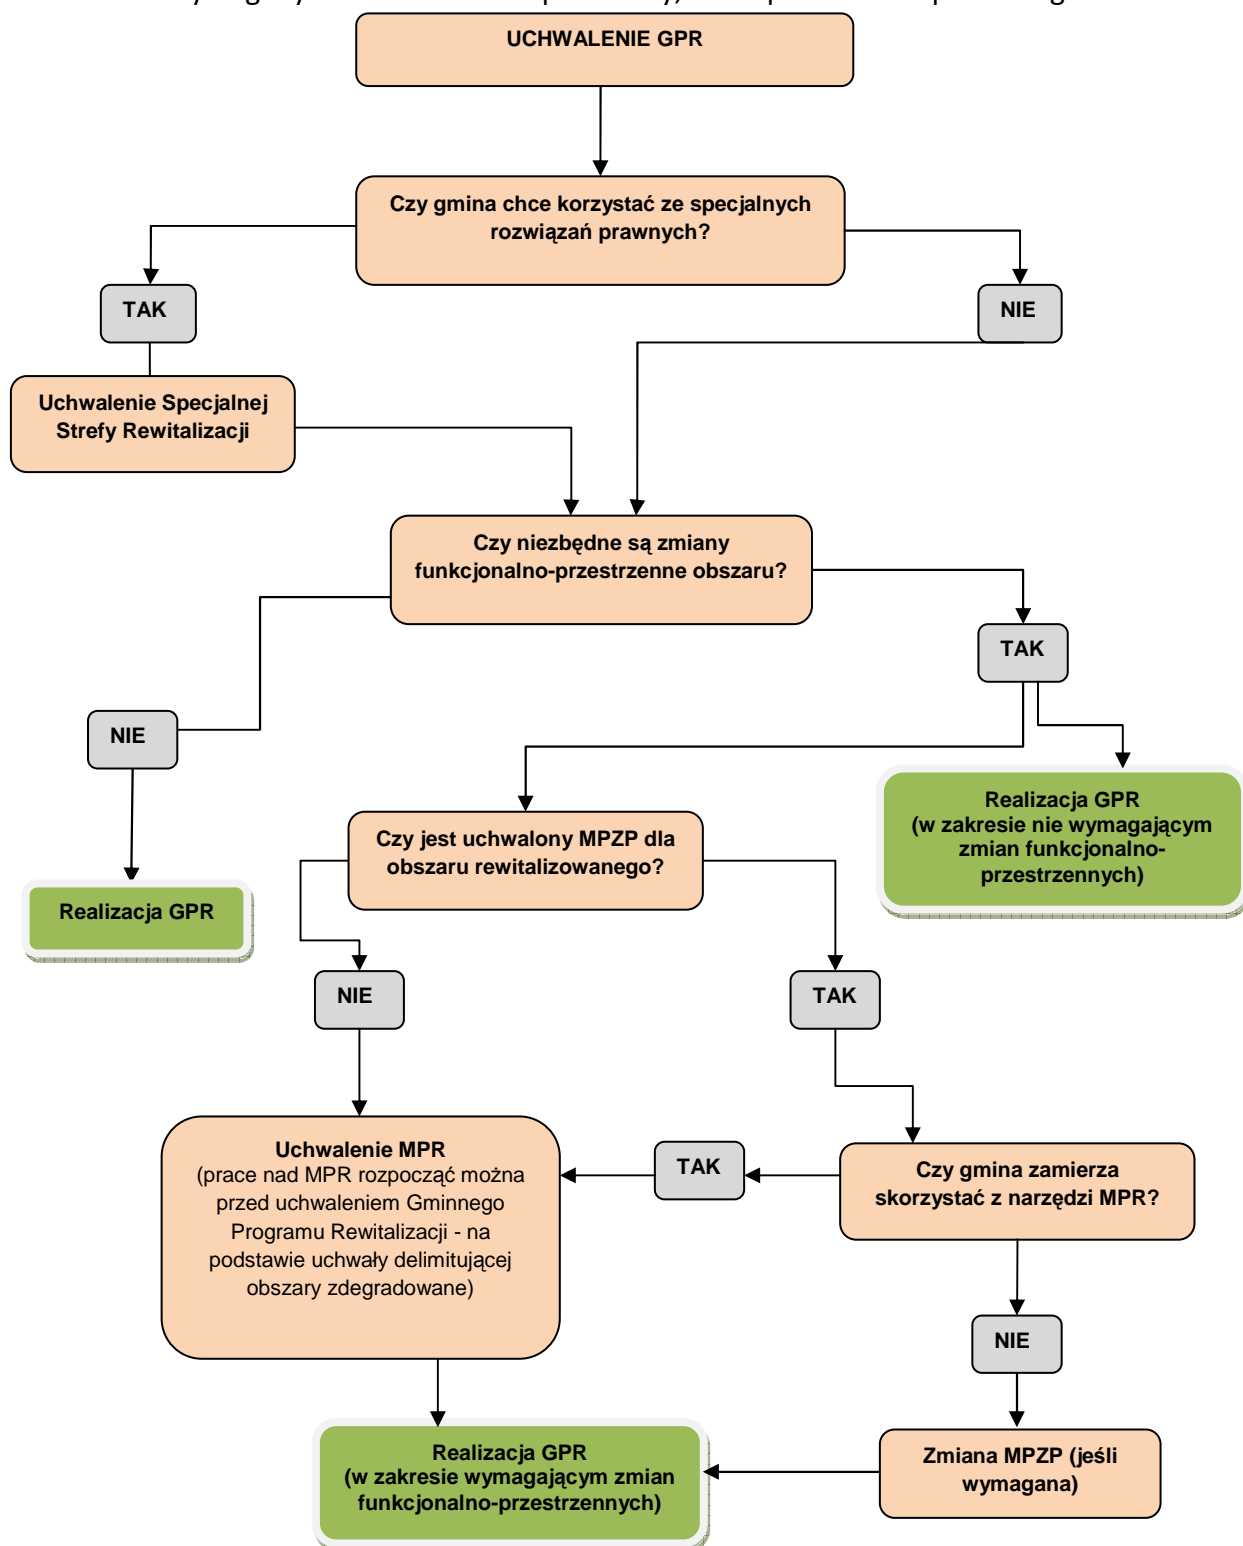 UCHWALENIE GPR
Czy gmina chce korzystać ze specjalnych
rozwiązań prawnych?
TAK
NIE
Uchwalenie Specjalnej
Strefy Rewitalizacji
Czy niezbędne są zmiany
funkcjonalno-przestrzenne obszaru?
TAK
NIE
Realizacja GPR
(w zakresie nie wymagającym
zmian funkcjonalno-
przestrzennych)
Czy jest uchwalony MPZP dla
obszaru rewitalizowanego?
Realizacja GPR
NIE
TAK
Uchwalenie MPR
(prace nad MPR rozpocząć można
przed uchwaleniem Gminnego
Programu Rewitalizacji - na
podstawie uchwały delimitującej
obszary zdegradowane)
TAK
Czy gmina zamierza
skorzystać z narzędzi MPR?
NIE
Realizacja GPR
(w zakresie wymagającym zmian
funkcjonalno-przestrzennych)
Zmiana MPZP (jeśli
wymagana)